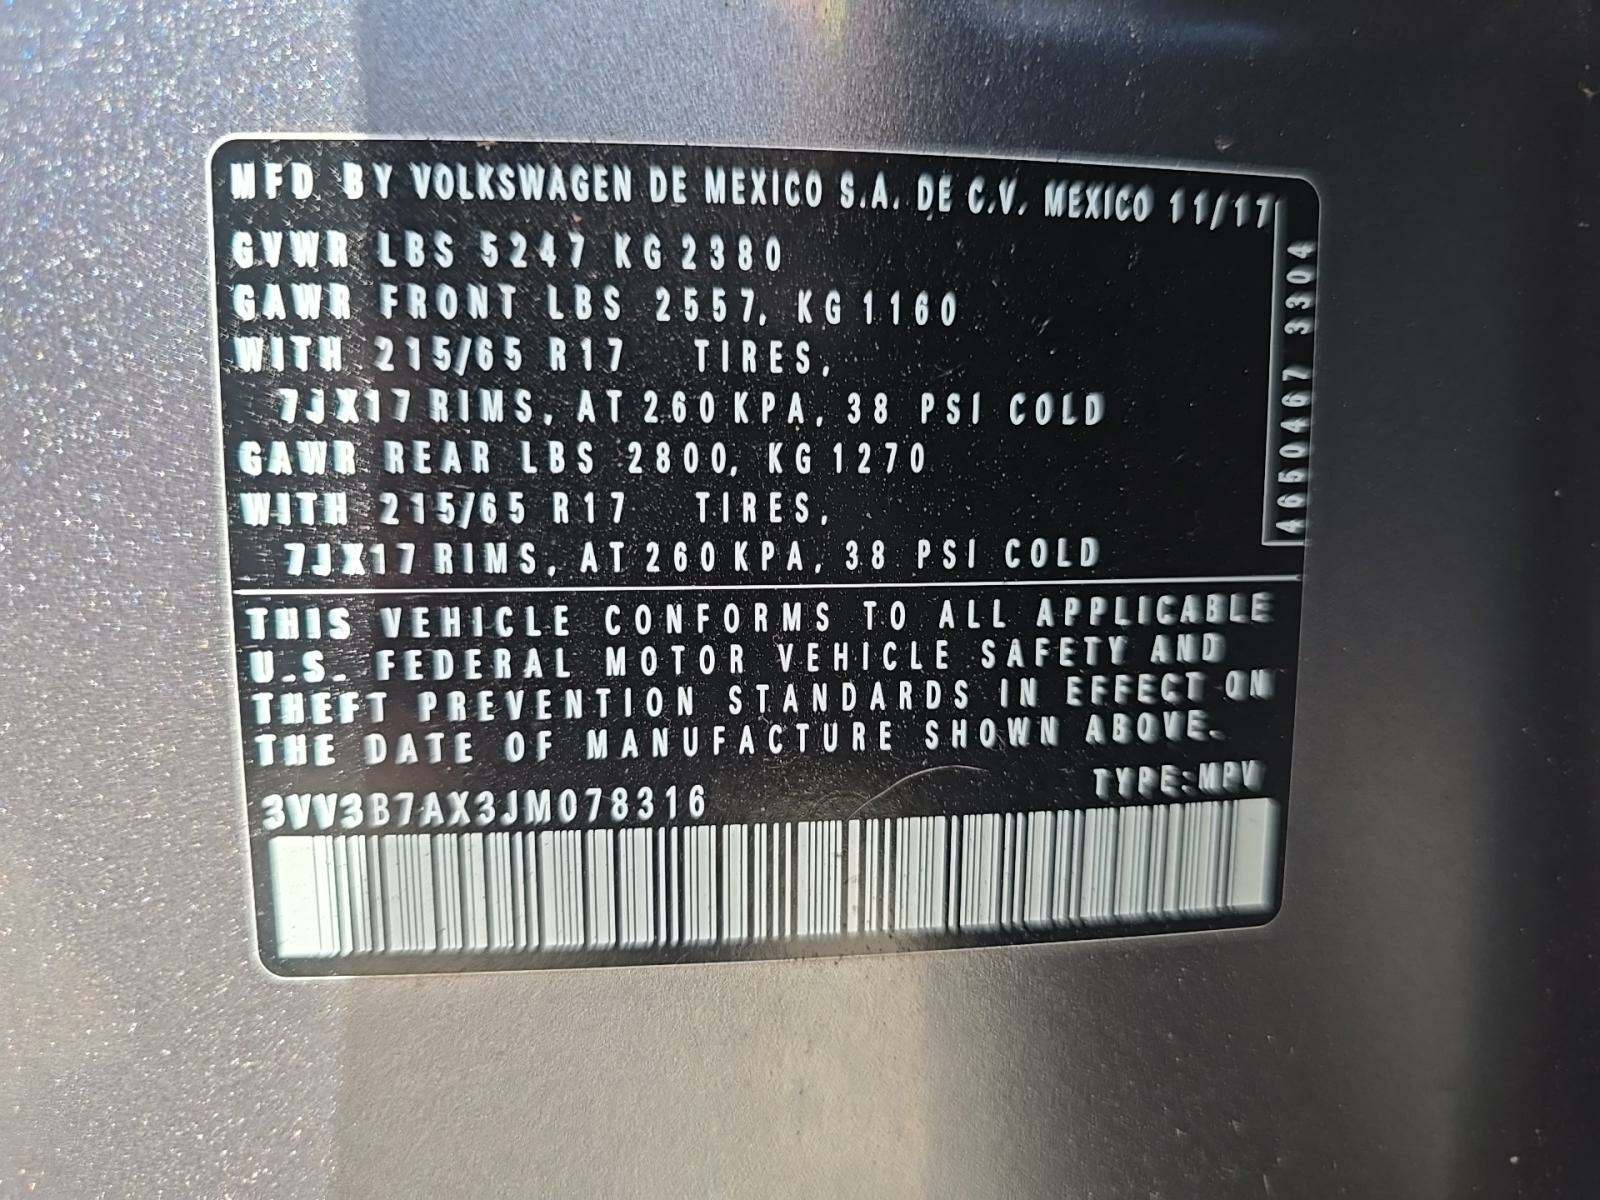 MFD BY VOLKSWAGEN DE MEXICO S.A. DE C.V. MEXICO 11/17
GVWR LBS 5247 KG 2380
GAWR FRONT LBS 2557, KG 1160
WITH 215/65 R17 TIRES,
7JX17 RIMS, AT 260 KPA, 38 PSI COLD
GAWR REAR LBS 2800, KG 1270
WITH 215/65 R17 TIRES,
7JX17 RIMS, AT 260 KPA, 38 PSI COLD
4650467 3304
THIS VEHICLE CONFORMS TO ALL APPLICABLE
U.S. FEDERAL MOTOR VEHICLE SAFETY AND
THEFT PREVENTION STANDARDS IN EFFECT ON
THE DATE OF MANUFACTURE SHOWN ABOVE.
3VV3B7AX3JM078316 TYPE: MPV